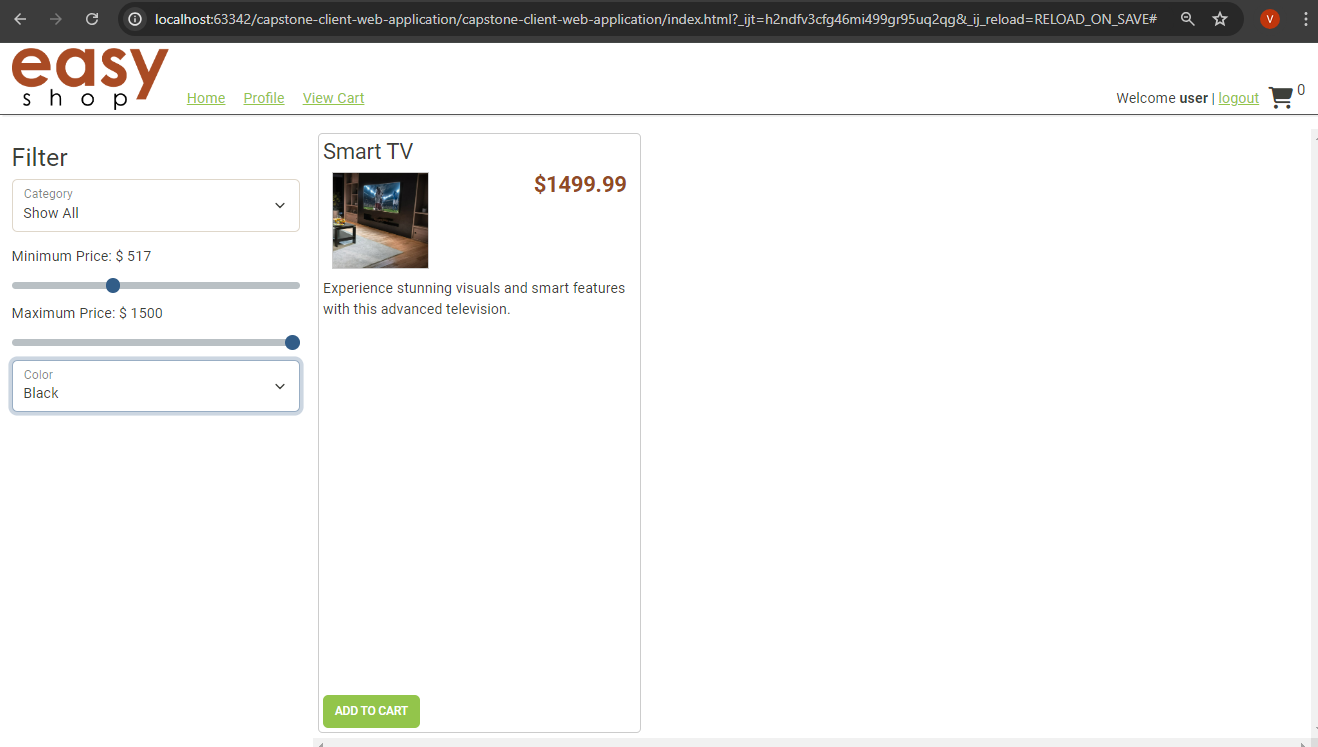 localhost:63342/capstone-client-web-application/capstone-client-web-application/index.html?_ijt=h2ndfv3cfg46mi499gr95uq2qg&_ij_reload=RELOAD_ON_SAVE#
V
easy
shop
Home Profile View Cart
Welcome user | logout 0
Filter
Category
Show All
Minimum Price: $ 517
Maximum Price: $ 1500
Color
Black
Smart TV
$1499.99
Experience stunning visuals and smart features
with this advanced television.
ADD TO CART